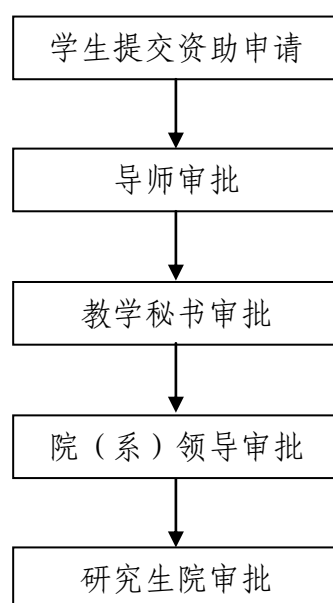 学生提交资助申请
导师审批
教学秘书审批
院（系）领导审批
研究生院审批